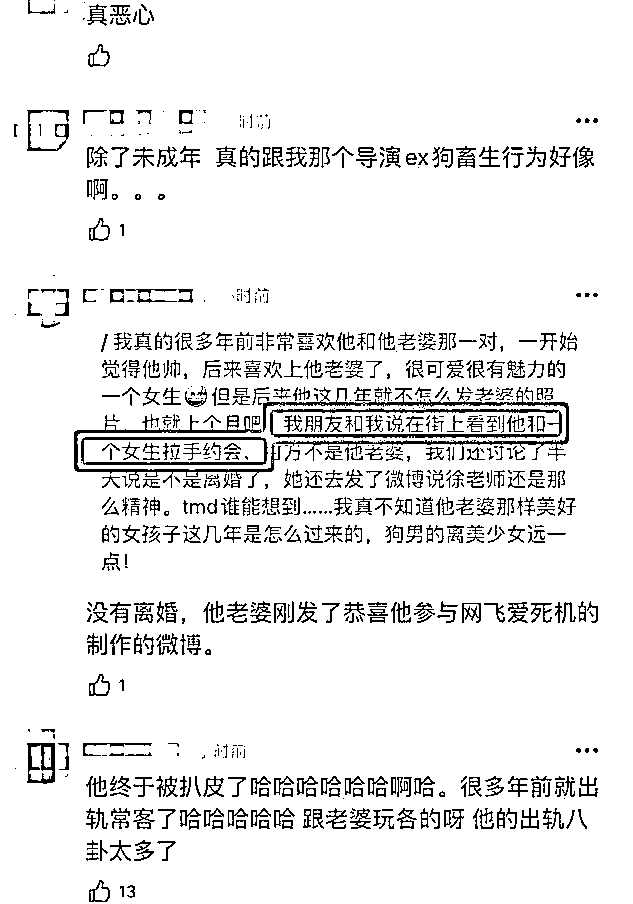 真恶心
时前
除了未成年 真的跟我那个导演ex狗畜生行为好像
啊。。。
1
时前
/我真的很多年前非常喜欢他和他老婆那一对，一开始
觉得他帅，后来喜欢上他老婆了，很可爱很有魅力的
一个女生 但是后来他这几年就不怎么发老婆的照
片，也就上个月吧 我朋友和我说在街上看到他和一
个女生拉手约会， 方不是他老婆，我们还讨论了半
天说是不是离婚了，她还去发了微博说徐老师还是那
么精神。tmd谁能想到……我真不知道他老婆那样美好
的女孩子这几年是怎么过来的，狗男的离美少女远一
点！
没有离婚，他老婆刚发了恭喜他参与网飞爱死机的
制作的微博。
1
时前
他终于被扒皮了哈哈哈哈哈哈啊哈。很多年前就出
轨常客了哈哈哈哈哈 跟老婆玩各的呀 他的出轨八
卦太多了
13